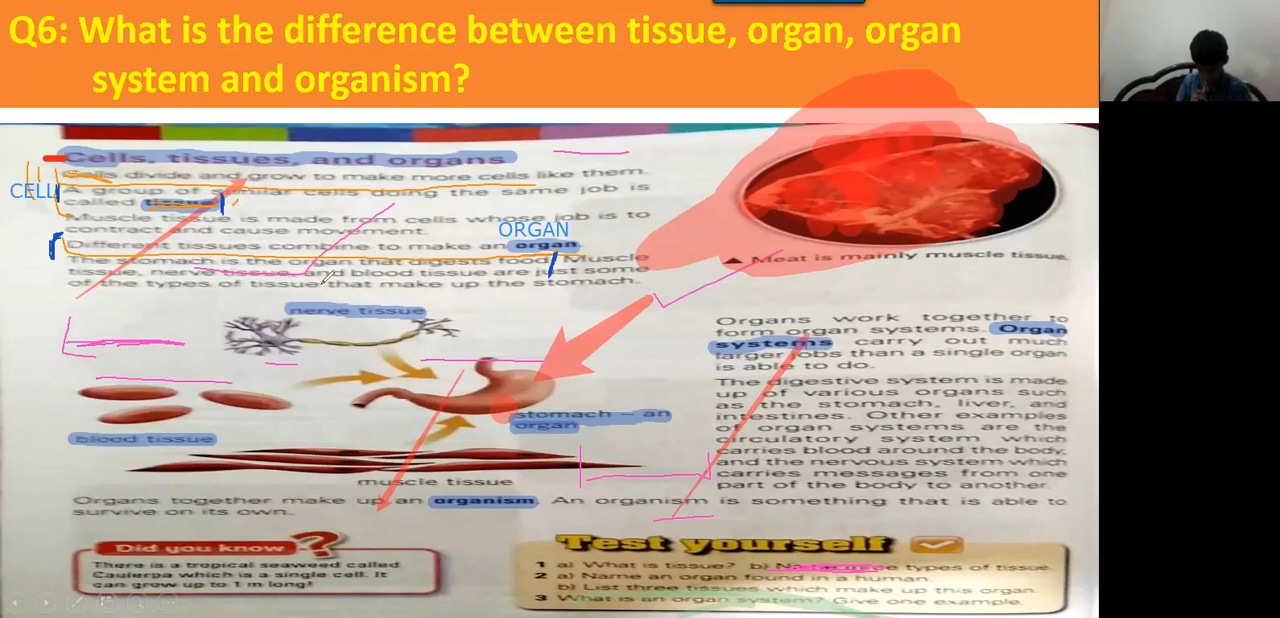 Q6: What is the difference between tissue, organ, organ
system and organism?
Cells, tissues, and organs
Cells divide and grow to make more cells like them.
CELL
A group of similar cells doing the same job is
called tissue
Muscle tissue is made from cells whose job is to
contract and cause movement.
ORGAN
Different tissues combine to make an organ.
The stomach is the organ that digests food. Muscle
tissue, nerve tissue, and blood tissue are just some
of the types of tissue that make up the stomach.
▲ Meat is mainly muscle tissue.
nerve tissue
stomach – an
organ
blood tissue
muscle tissue
Organs work together to
form organ systems. Organ
systems carry out much
larger jobs than a single organ
is able to do.
The digestive system is made
up of various organs such
as the stomach, liver, and
intestines. Other examples
of organ systems are the
circulatory system which
carries blood around the body,
and the nervous system which
carries messages from one
part of the body to another.
Organs together make up an organism. An organism is something that is able to
survive on its own.
Did you know
?
There is a tropical seaweed called
Caulerpa which is a single cell. It
can grow up to 1 m long!
Test yourself
1 a) What is tissue? b) types of tissue.
2 a) Name an organ found in a human.
b) List three tissues which make up this organ.
3 What is an organ system? Give one example.